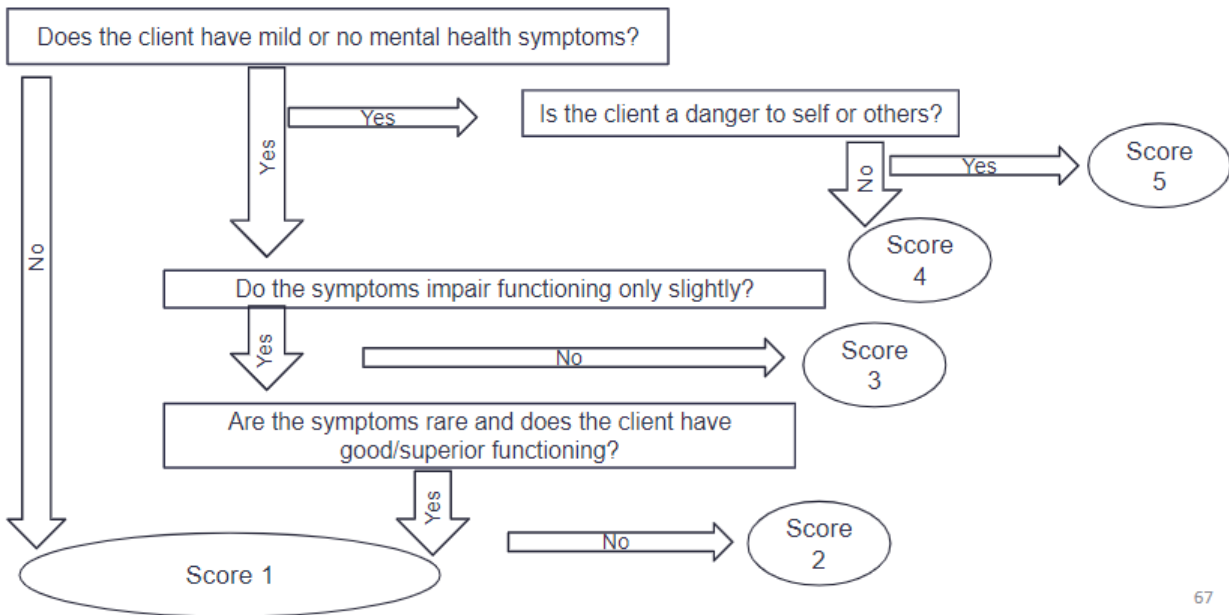 Does the client have mild or no mental health symptoms?
Yes
Is the client a danger to self or others?
Yes
No
Yes
Score
5
No
Score
4
Do the symptoms impair functioning only slightly?
Yes
No
Score
3
Are the symptoms rare and does the client have
good/superior functioning?
Yes
No
Score
2
Score 1
67